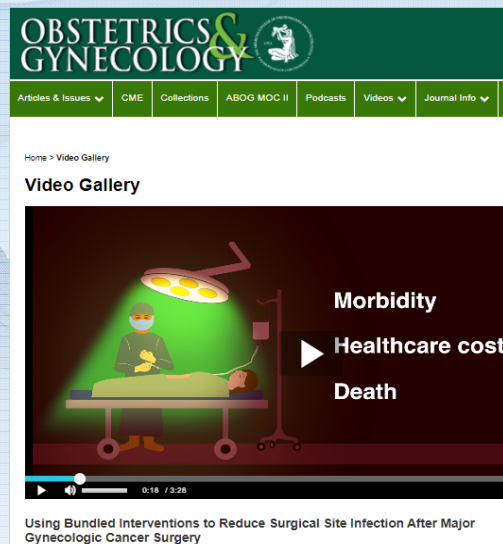 OBSTETRICS&
GYNECOLOGY
Articles & Issues CME Collections ABOG MOC II Podcasts Videos Journal Info
Home > Video Gallery
Video Gallery
Morbidity
Healthcare cost
Death
0:18 / 3:28
Using Bundled Interventions to Reduce Surgical Site Infection After Major
Gynecologic Cancer Surgery